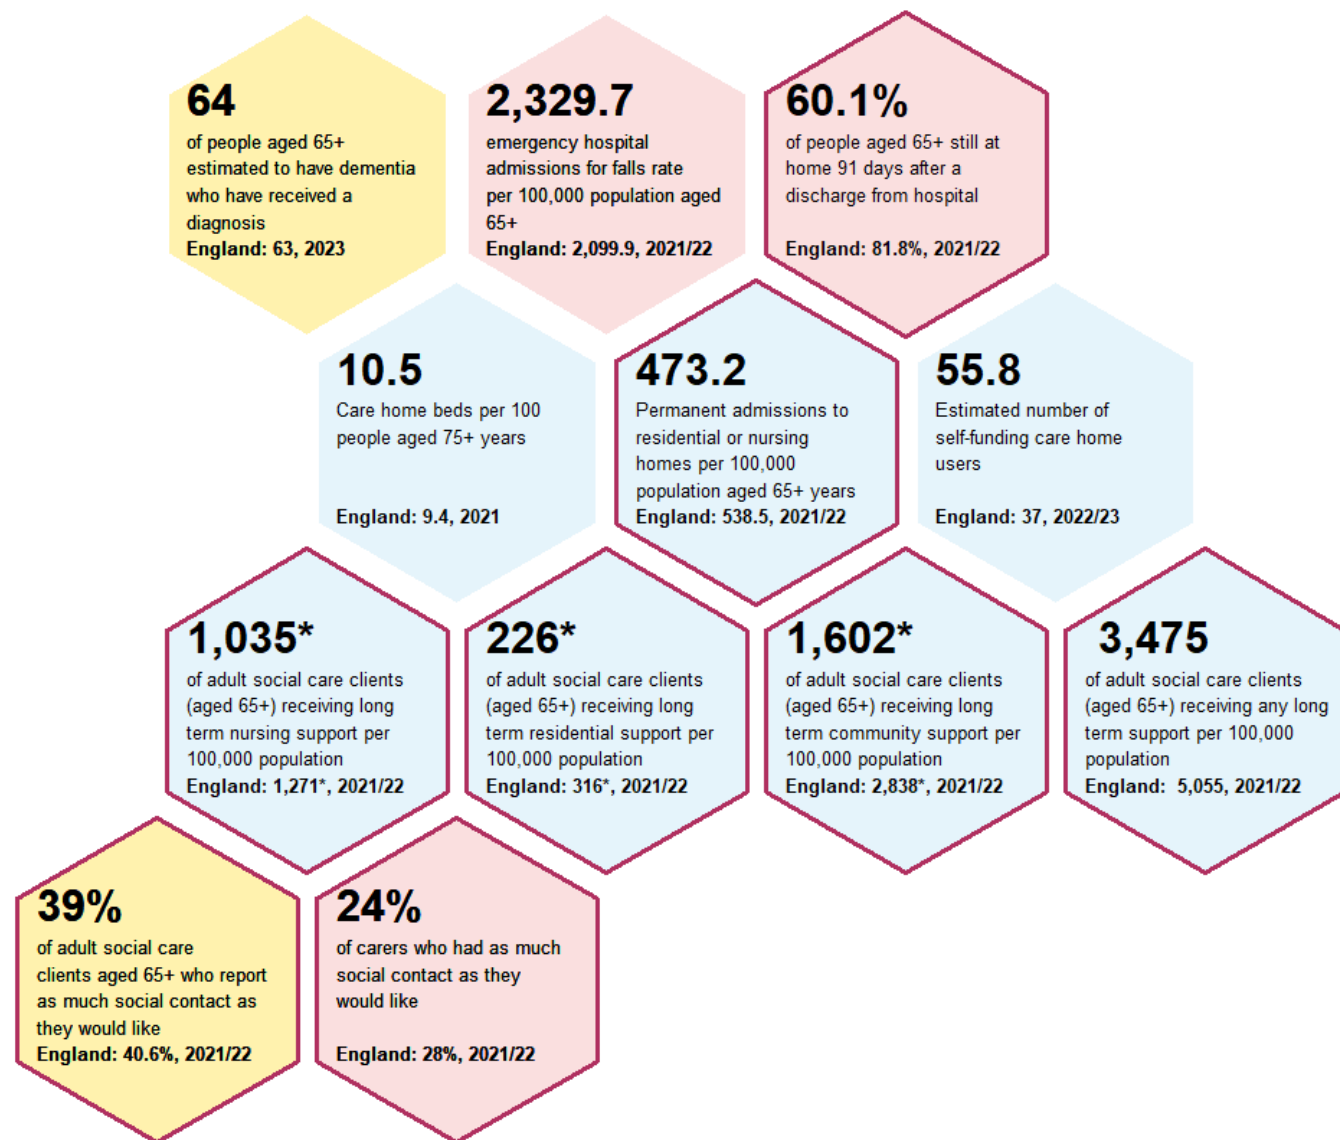 64
of people aged 65+
estimated to have dementia
who have received a
diagnosis
England: 63, 2023
2,329.7
emergency hospital
admissions for falls rate
per 100,000 population aged
65+
England: 2,099.9, 2021/22
60.1%
of people aged 65+ still at
home 91 days after a
discharge from hospital
England: 81.8%, 2021/22
10.5
Care home beds per 100
people aged 75+ years
England: 9.4, 2021
473.2
Permanent admissions to
residential or nursing
homes per 100,000
population aged 65+ years
England: 538.5, 2021/22
55.8
Estimated number of
self-funding care home
users
England: 37, 2022/23
1,035*
of adult social care clients
(aged 65+) receiving long
term nursing support per
100,000 population
England: 1,271*, 2021/22
226*
of adult social care clients
(aged 65+) receiving long
term residential support per
100,000 population
England: 316*, 2021/22
1,602*
of adult social care clients
(aged 65+) receiving long
term community support per
100,000 population
England: 2,838*, 2021/22
3,475
of adult social care clients
(aged 65+) receiving any long
term support per 100,000
population
England: 5,055, 2021/22
39%
of adult social care
clients aged 65+ who report
as much social contact as
they would like
England: 40.6%, 2021/22
24%
of carers who had as much
social contact as they
would like
England: 28%, 2021/22